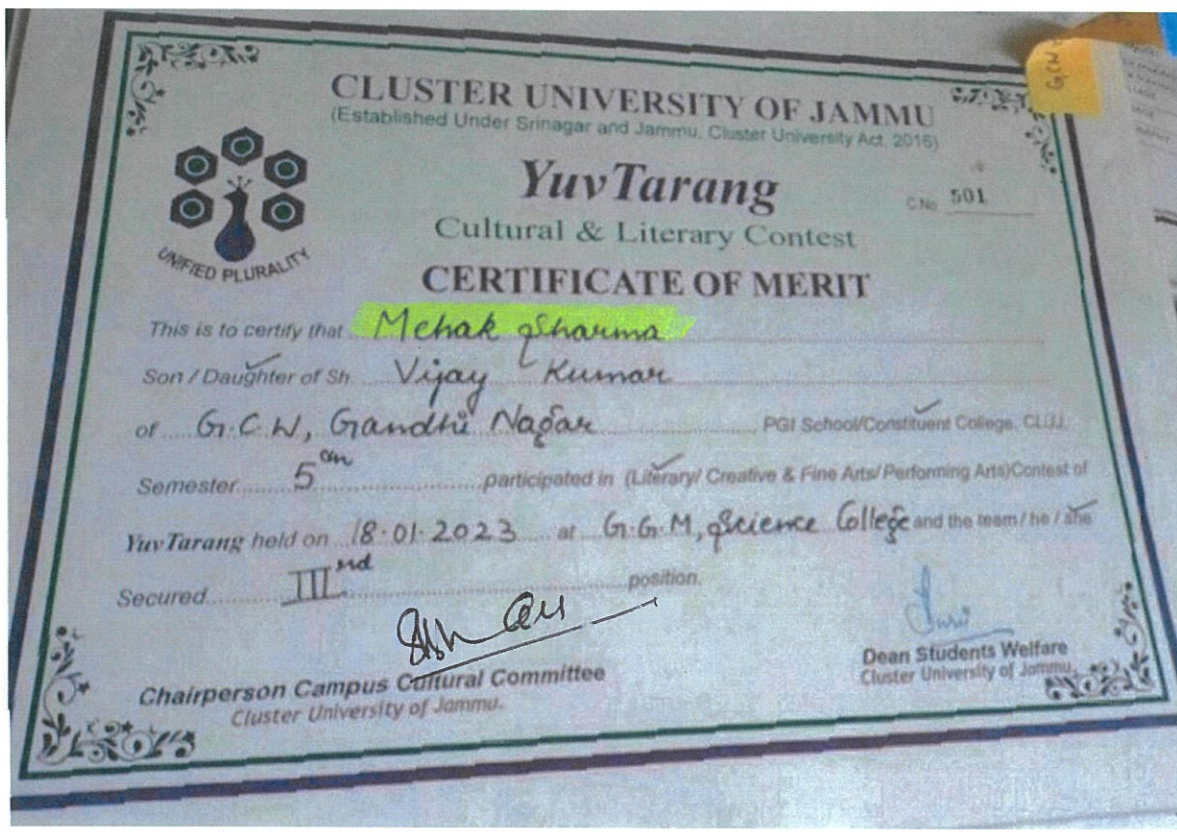 CLUSTER UNIVERSITY OF JAMMU
(Established Under Srinagar and Jammu, Cluster University Act, 2016)
YuvTarang
C.No. 501
Cultural & Literary Contest
UNIFIED PLURALITY
CERTIFICATE OF MERIT
This is to certify that Mehak Sharma
Son / Daughter of Sh. Vijay Kumar
of G.C.W, Gandhi Nagar PGI School/Constituent College, CLUJ.
Semester 5th participated in (Literary/ Creative & Fine Arts/ Performing Arts)Contest of
YuvTarang held on 18-01-2023 at G.G.M, Science College and the team / he / she
Secured IIIrd position.
Chairperson Campus Cultural Committee
Cluster University of Jammu.
Dean Students Welfare
Cluster University of Jammu.